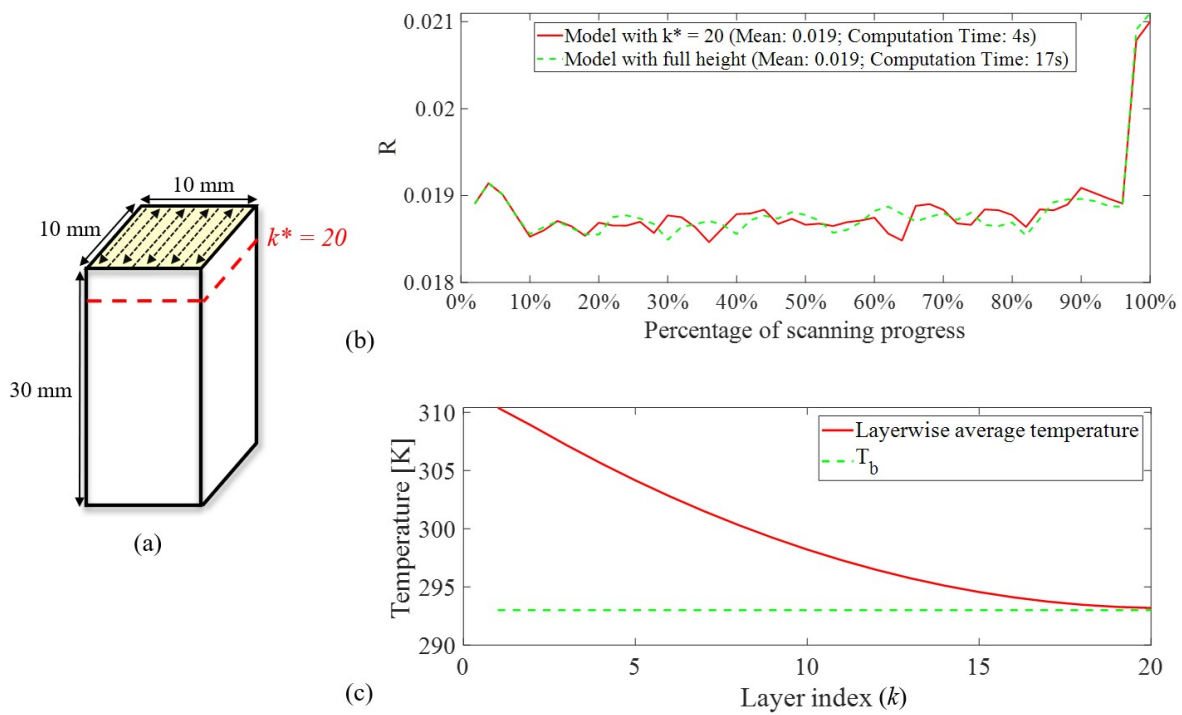 10 mm
10 mm
k* = 20
30 mm
(a)
(b)
R
0.021
0.02
0.019
0.018
Model with k* = 20 (Mean: 0.019; Computation Time: 4s)
Model with full height (Mean: 0.019; Computation Time: 17s)
0% 10% 20% 30% 40% 50% 60% 70% 80% 90% 100%
Percentage of scanning progress
(c)
Temperature [K]
310
305
300
295
290
Layerwise average temperature
T_b
0 5 10 15 20
Layer index (k)